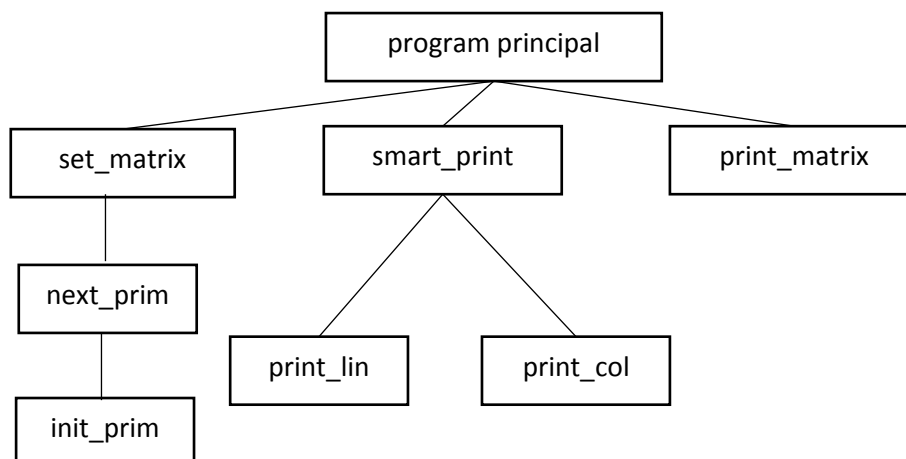 program principal
set_matrix
smart_print
print_matrix
next_prim
print_lin
print_col
init_prim